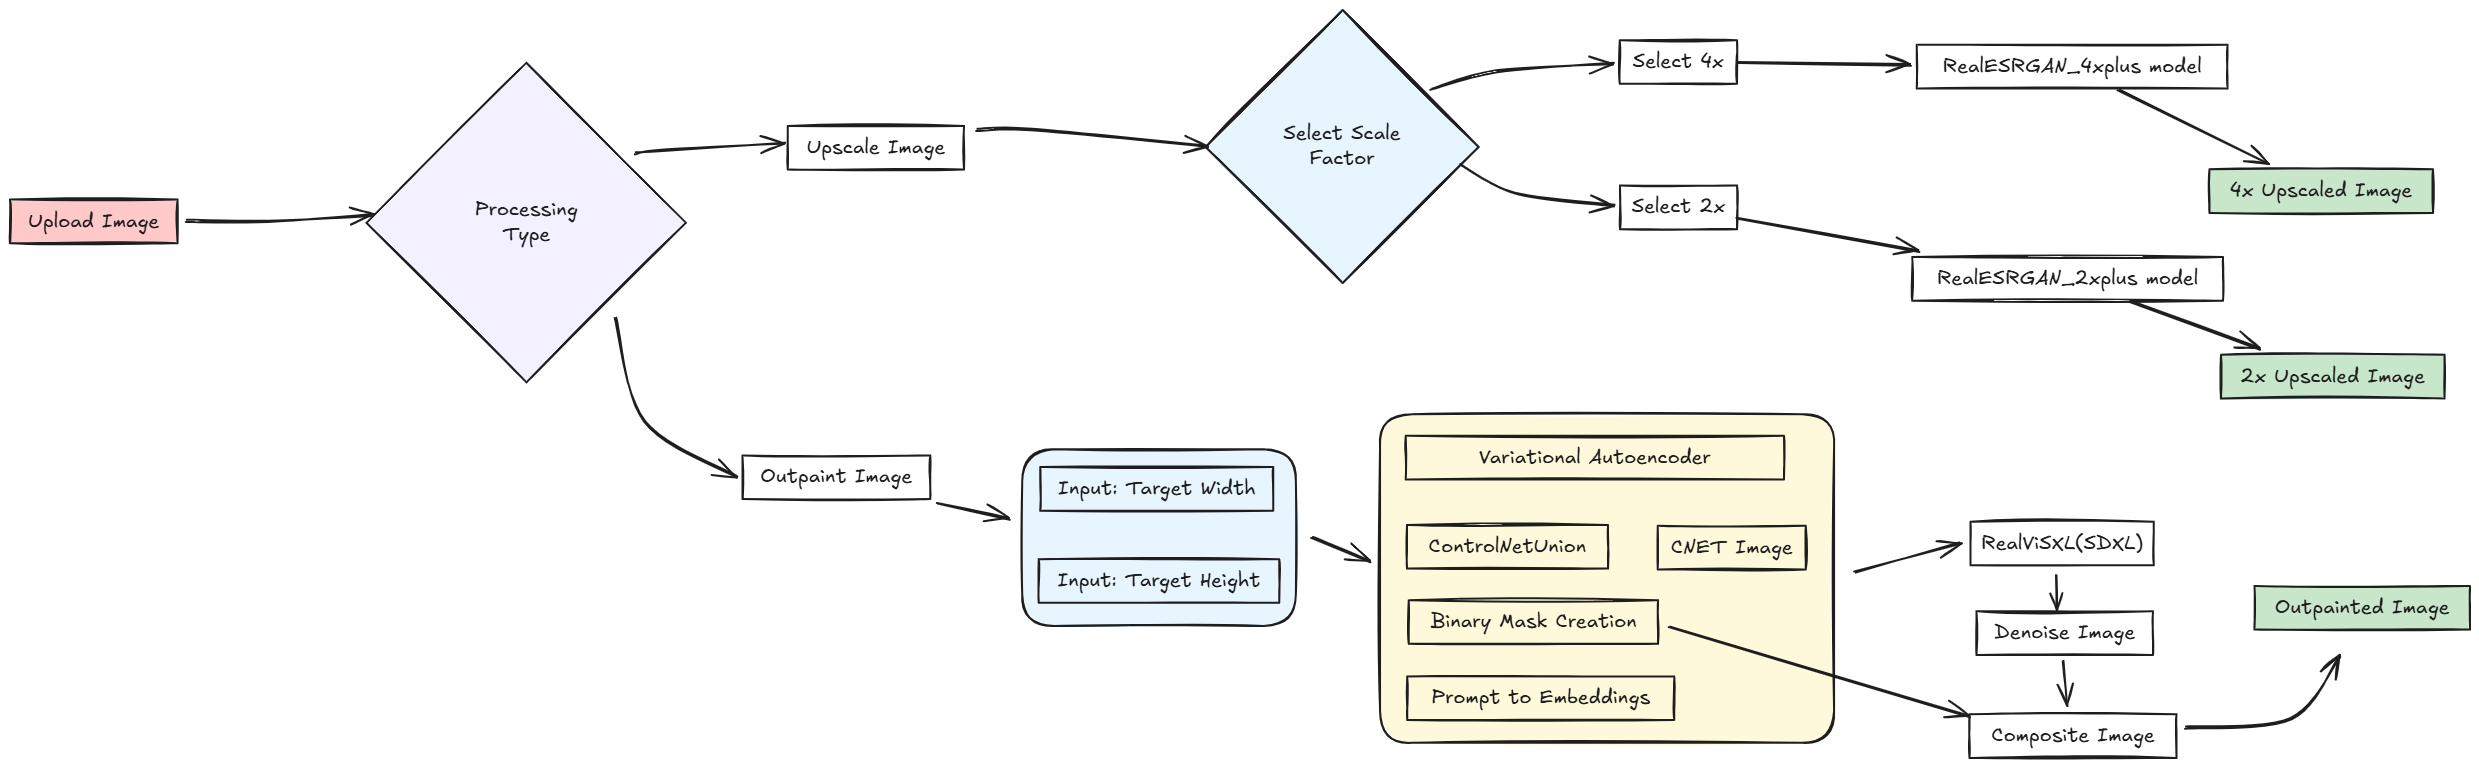 Upload Image
Processing
Type
Upscale Image
Select Scale
Factor
Select 4x
RealESRGAN_4xplus model
4x Upscaled Image
Select 2x
RealESRGAN_2xplus model
2x Upscaled Image
Outpaint Image
Input: Target Width
Input: Target Height
Variational Autoencoder
ControlNetUnion
CNET Image
Binary Mask Creation
Prompt to Embeddings
RealViSXL(SDXL)
Denoise Image
Composite Image
Outpainted Image